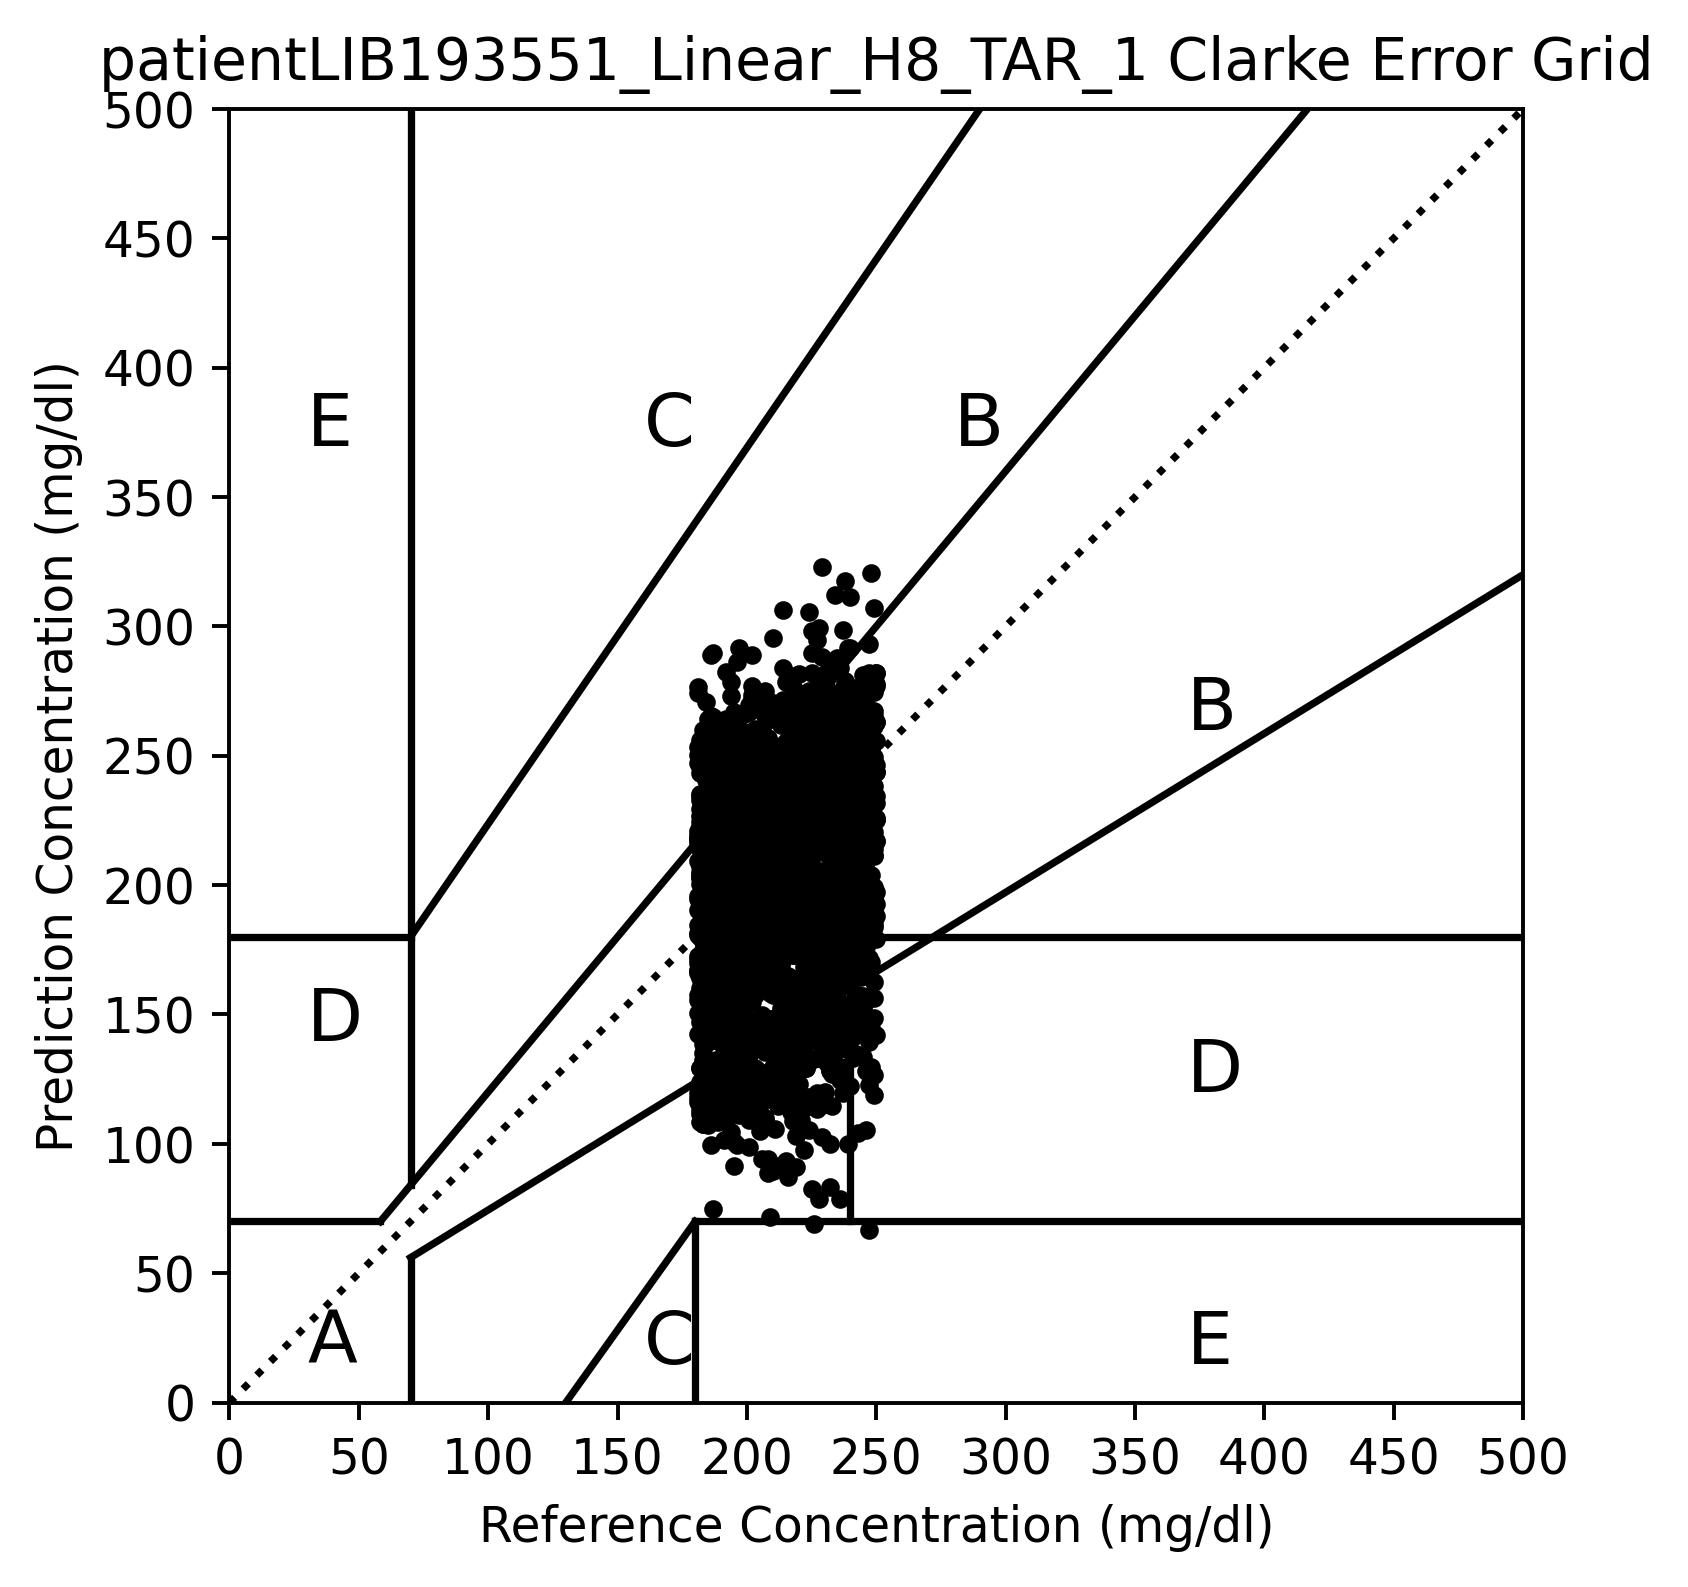 patientLIB193551_Linear_H8_TAR_1 Clarke Error Grid
500
450
400
350
300
250
200
150
100
50
0
Prediction Concentration (mg/dl)
E
C
B
B
D
D
A
C
E
0 50 100 150 200 250 300 350 400 450 500
Reference Concentration (mg/dl)